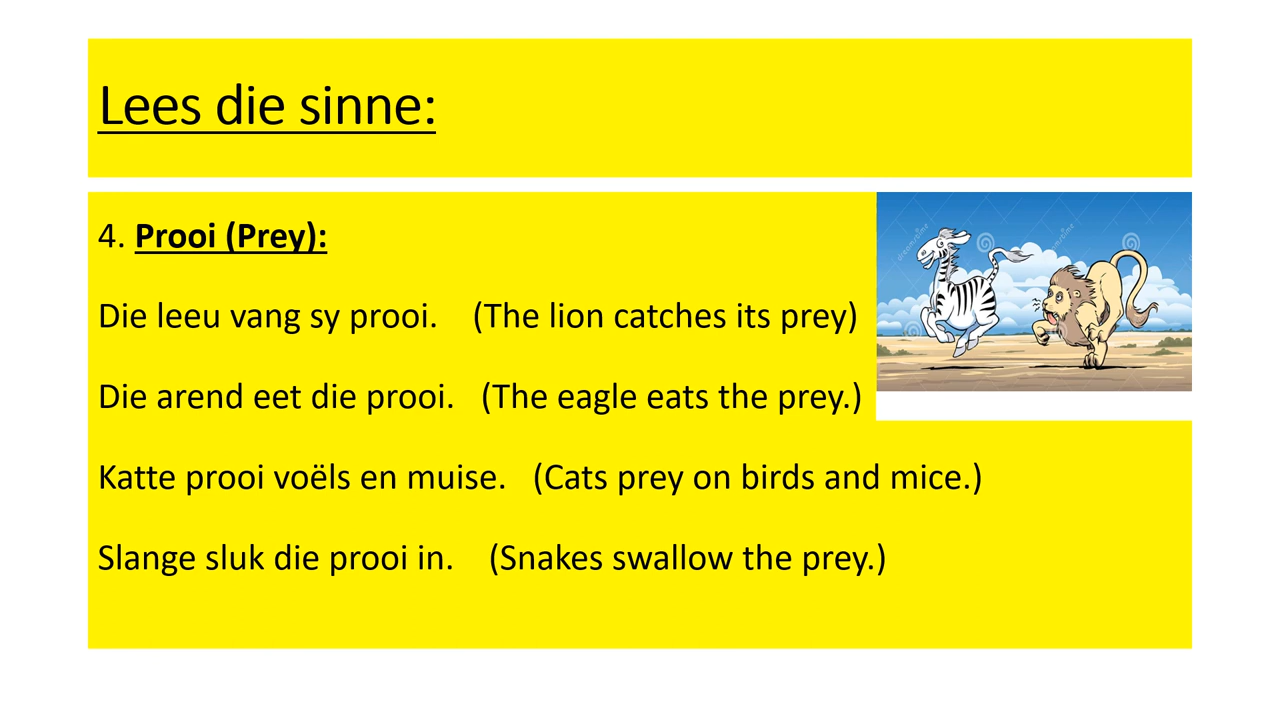 Lees die sinne:
4. Prooi (Prey):
Die leeu vang sy prooi. (The lion catches its prey)
Die arend eet die prooi. (The eagle eats the prey.)
Katte prooi voëls en muise. (Cats prey on birds and mice.)
Slange sluk die prooi in. (Snakes swallow the prey.)